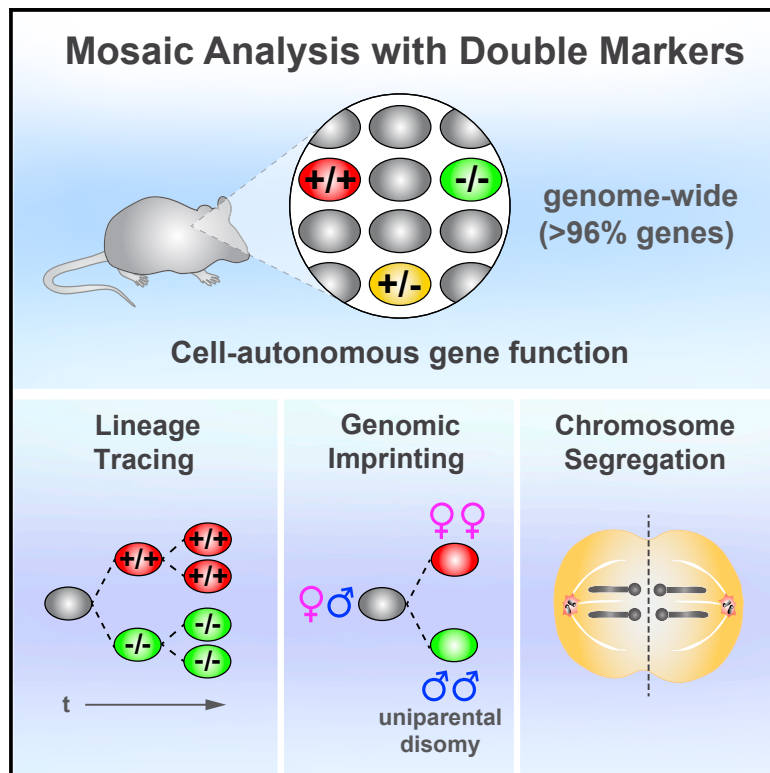 Mosaic Analysis with Double Markers
+/+
-/-
+/-
genome-wide
(>96% genes)
Cell-autonomous gene function
Lineage
Tracing
+/+
+/+
+/+
-/-
-/-
-/-
t
Genomic
Imprinting
♀♀
♀♂
♂♂
uniparental
disomy
Chromosome
Segregation